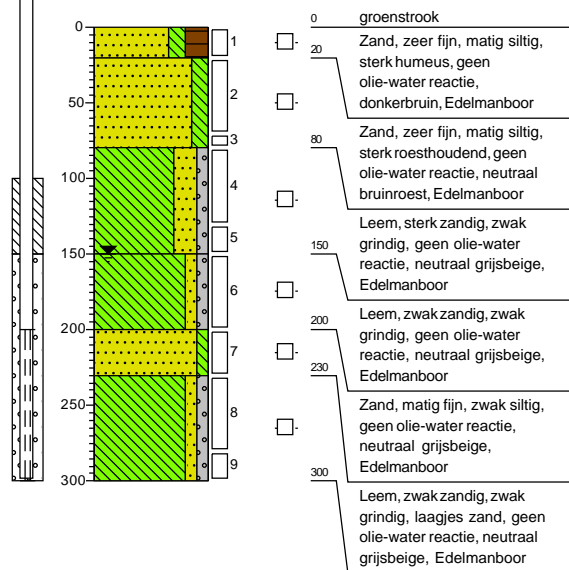 0
50
100
150
200
250
300
1
2
3
4
5
6
7
8
9
0
groenstrook
20
Zand, zeer fijn, matig siltig,
sterk humeus, geen
olie-water reactie,
donkerbruin, Edelmanboor
80
Zand, zeer fijn, matig siltig,
sterk roesthoudend, geen
olie-water reactie, neutraal
bruinroest, Edelmanboor
150
Leem, sterk zandig, zwak
grindig, geen olie-water
reactie, neutraal grijsbeige,
Edelmanboor
200
Leem, zwak zandig, zwak
grindig, geen olie-water
reactie, neutraal grijsbeige,
Edelmanboor
230
Zand, matig fijn, zwak siltig,
geen olie-water reactie,
neutraal grijsbeige,
Edelmanboor
300
Leem, zwak zandig, zwak
grindig, laagjes zand, geen
olie-water reactie, neutraal
grijsbeige, Edelmanboor